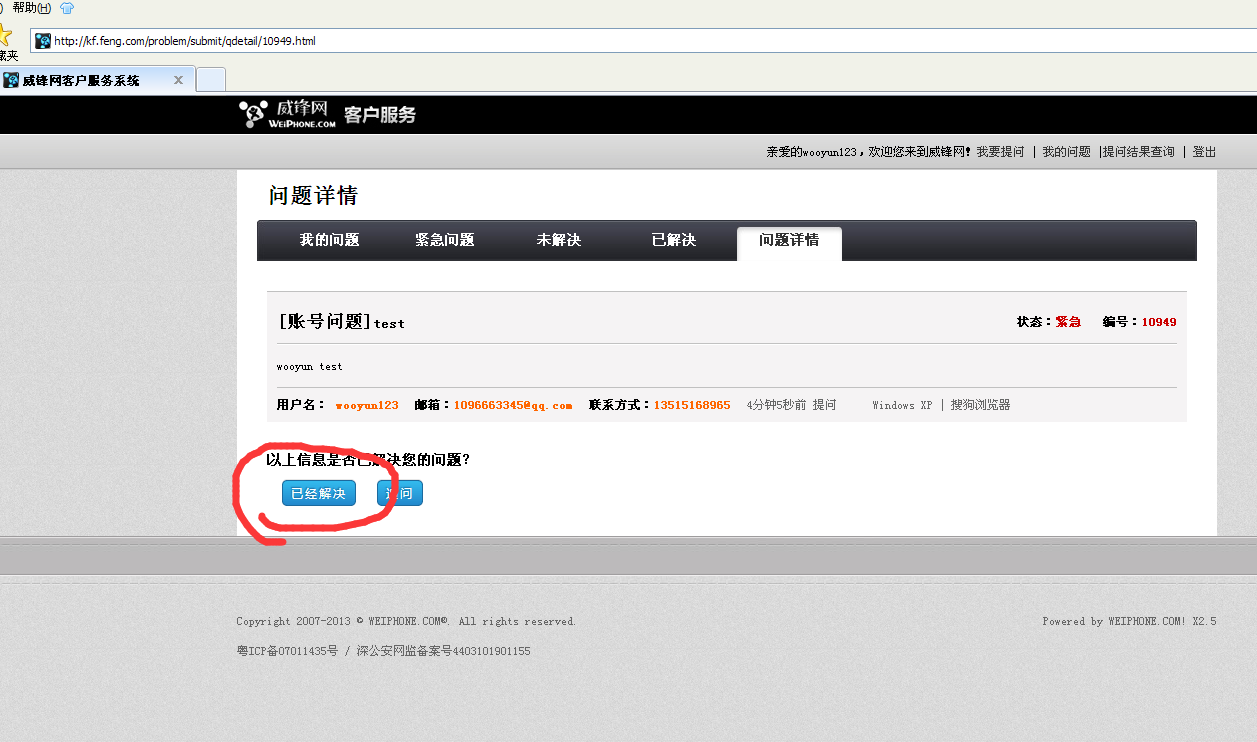 ) 帮助(H)
藏夹
http://kf.feng.com/problem/submit/qdetail/10949.html
威锋网客户服务系统
威锋网 WEIPHONE.COM 客户服务
亲爱的wooyun123，欢迎您来到威锋网! 我要提问 | 我的问题 |提问结果查询 | 登出
问题详情
我的问题 紧急问题 未解决 已解决 问题详情
[账号问题]test 状态：紧急 编号：10949
wooyun test
用户名： wooyun123 邮箱：1096663345@qq.com 联系方式：13515168965 4分钟5秒前 提问 Windows XP | 搜狗浏览器
以上信息是否已解决您的问题?
已经解决 追问
Copyright 2007-2013 © WEIPHONE.COM®. All rights reserved. Powered by WEIPHONE.COM! X2.5
粤ICP备07011435号 / 深公安网监备案号4403101901155